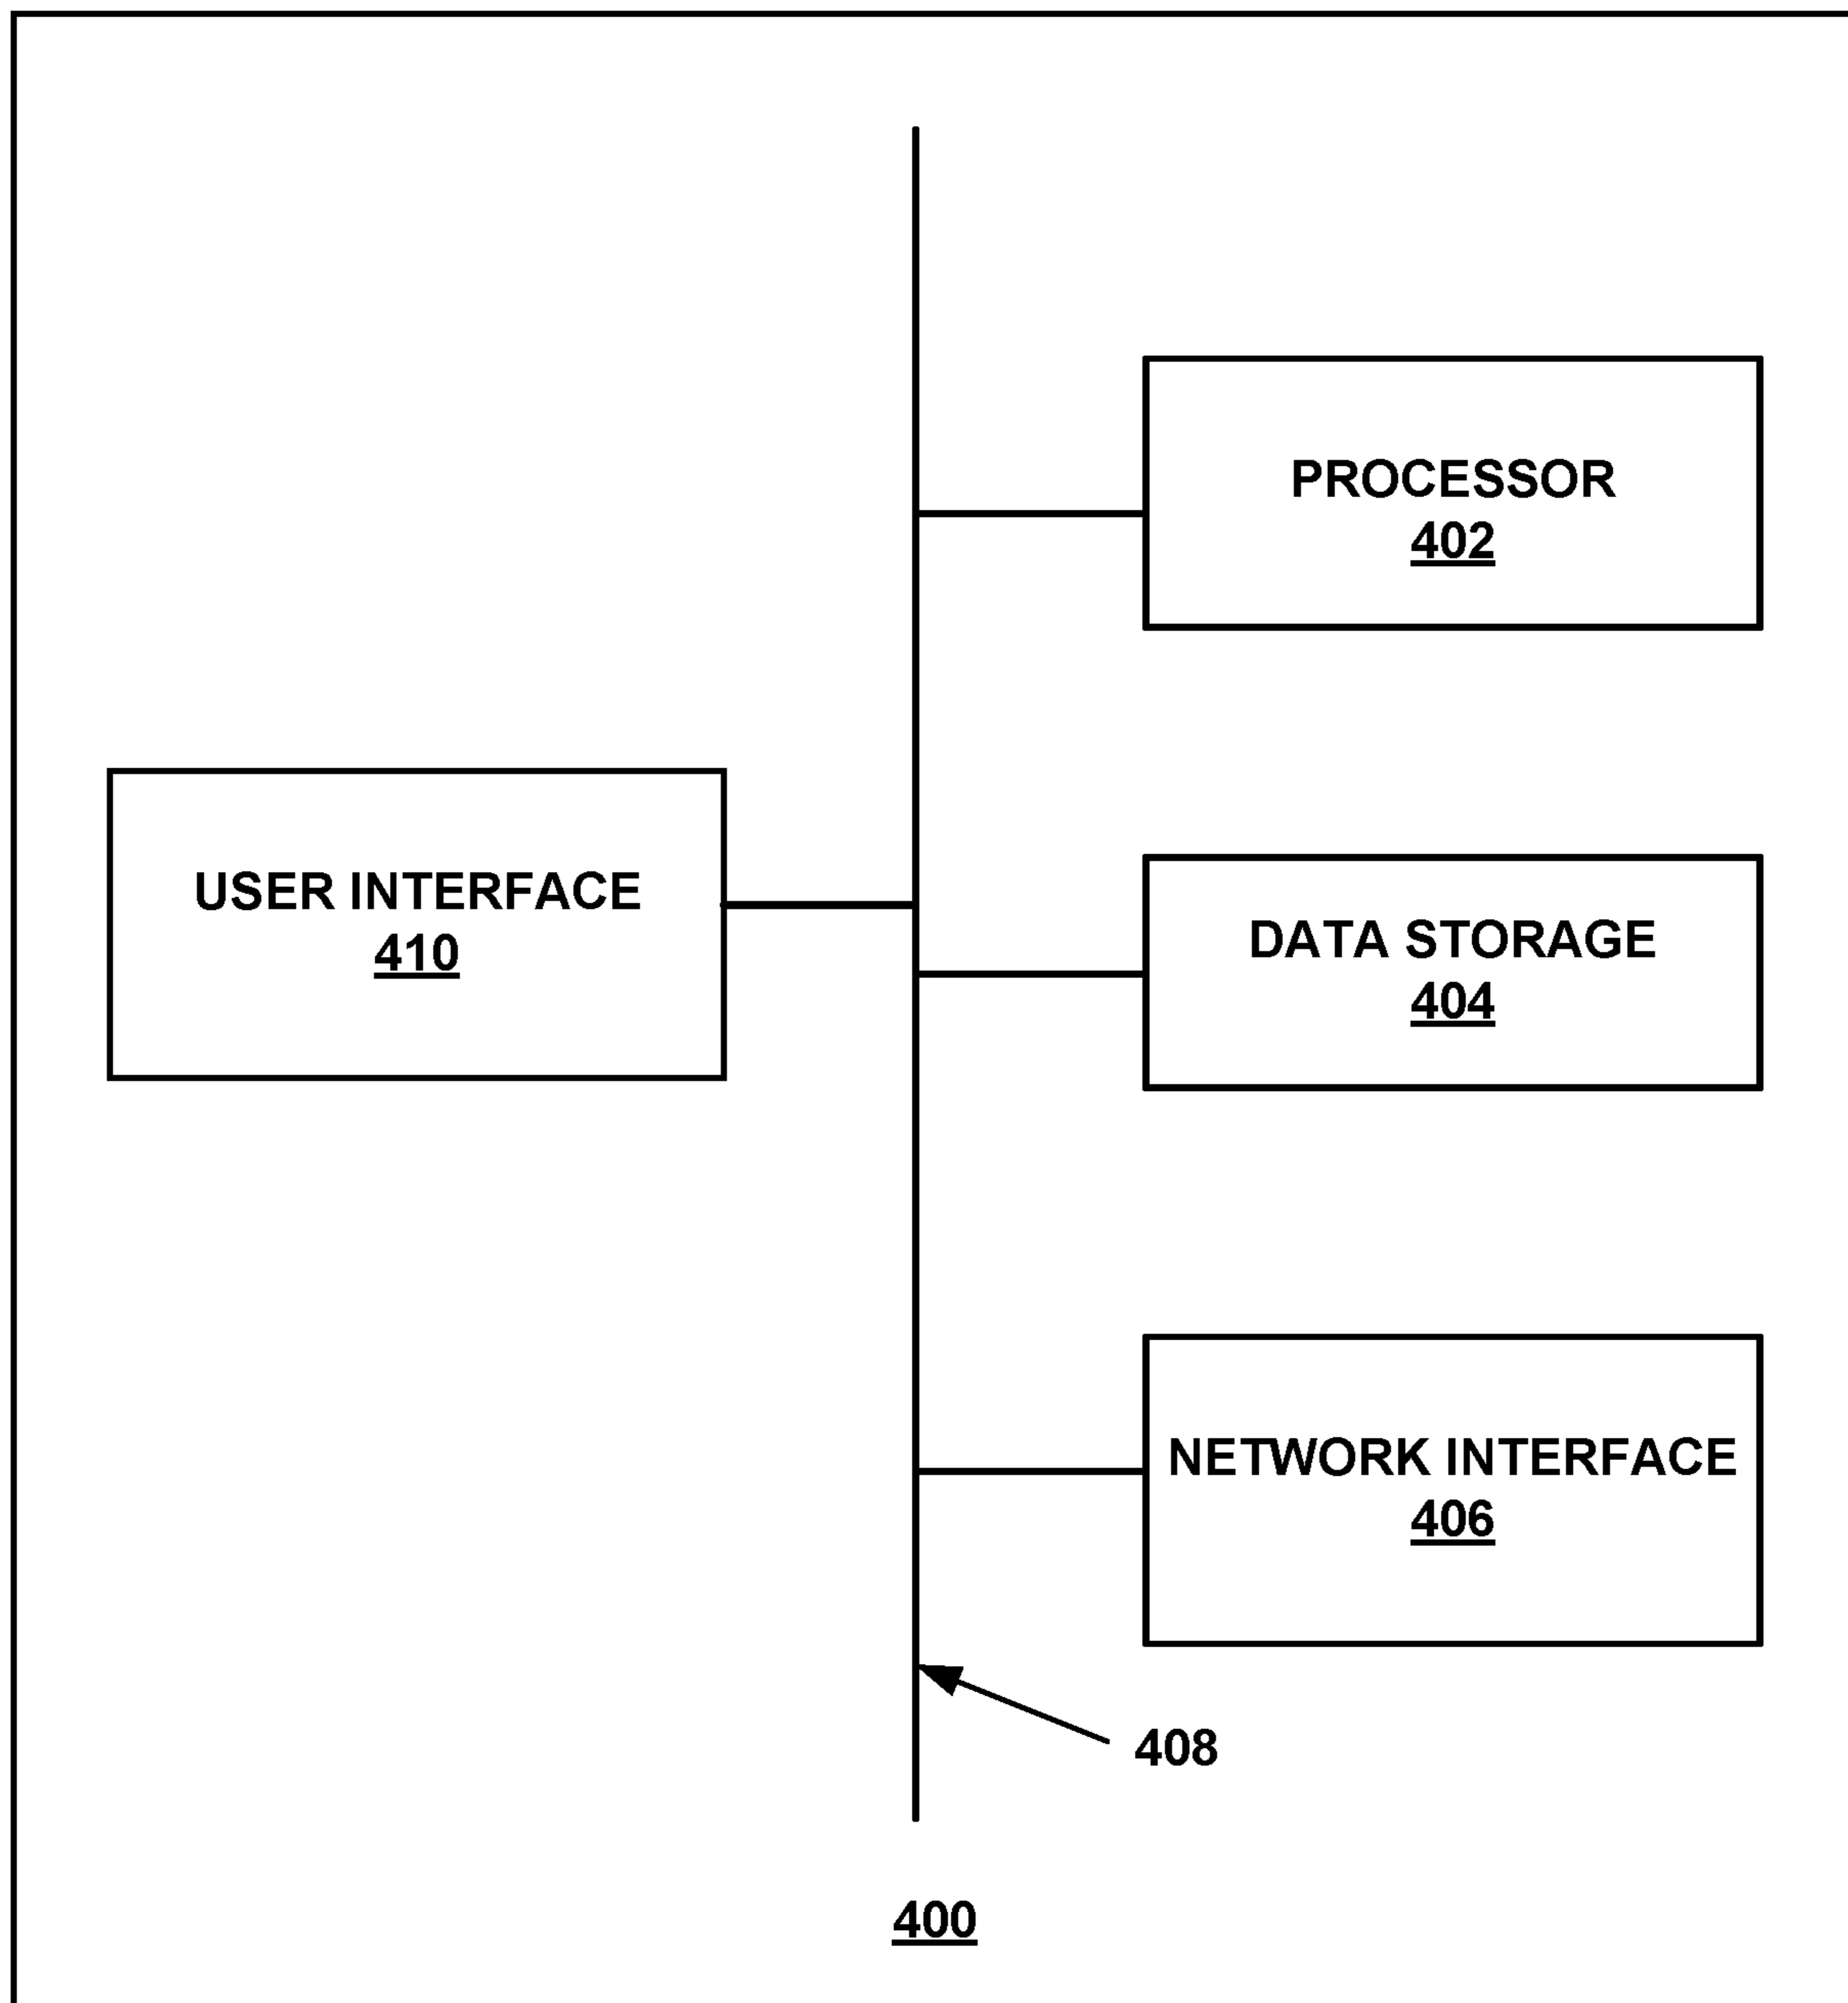 PROCESSOR
402
USER INTERFACE
410
DATA STORAGE
404
NETWORK INTERFACE
406
408
400